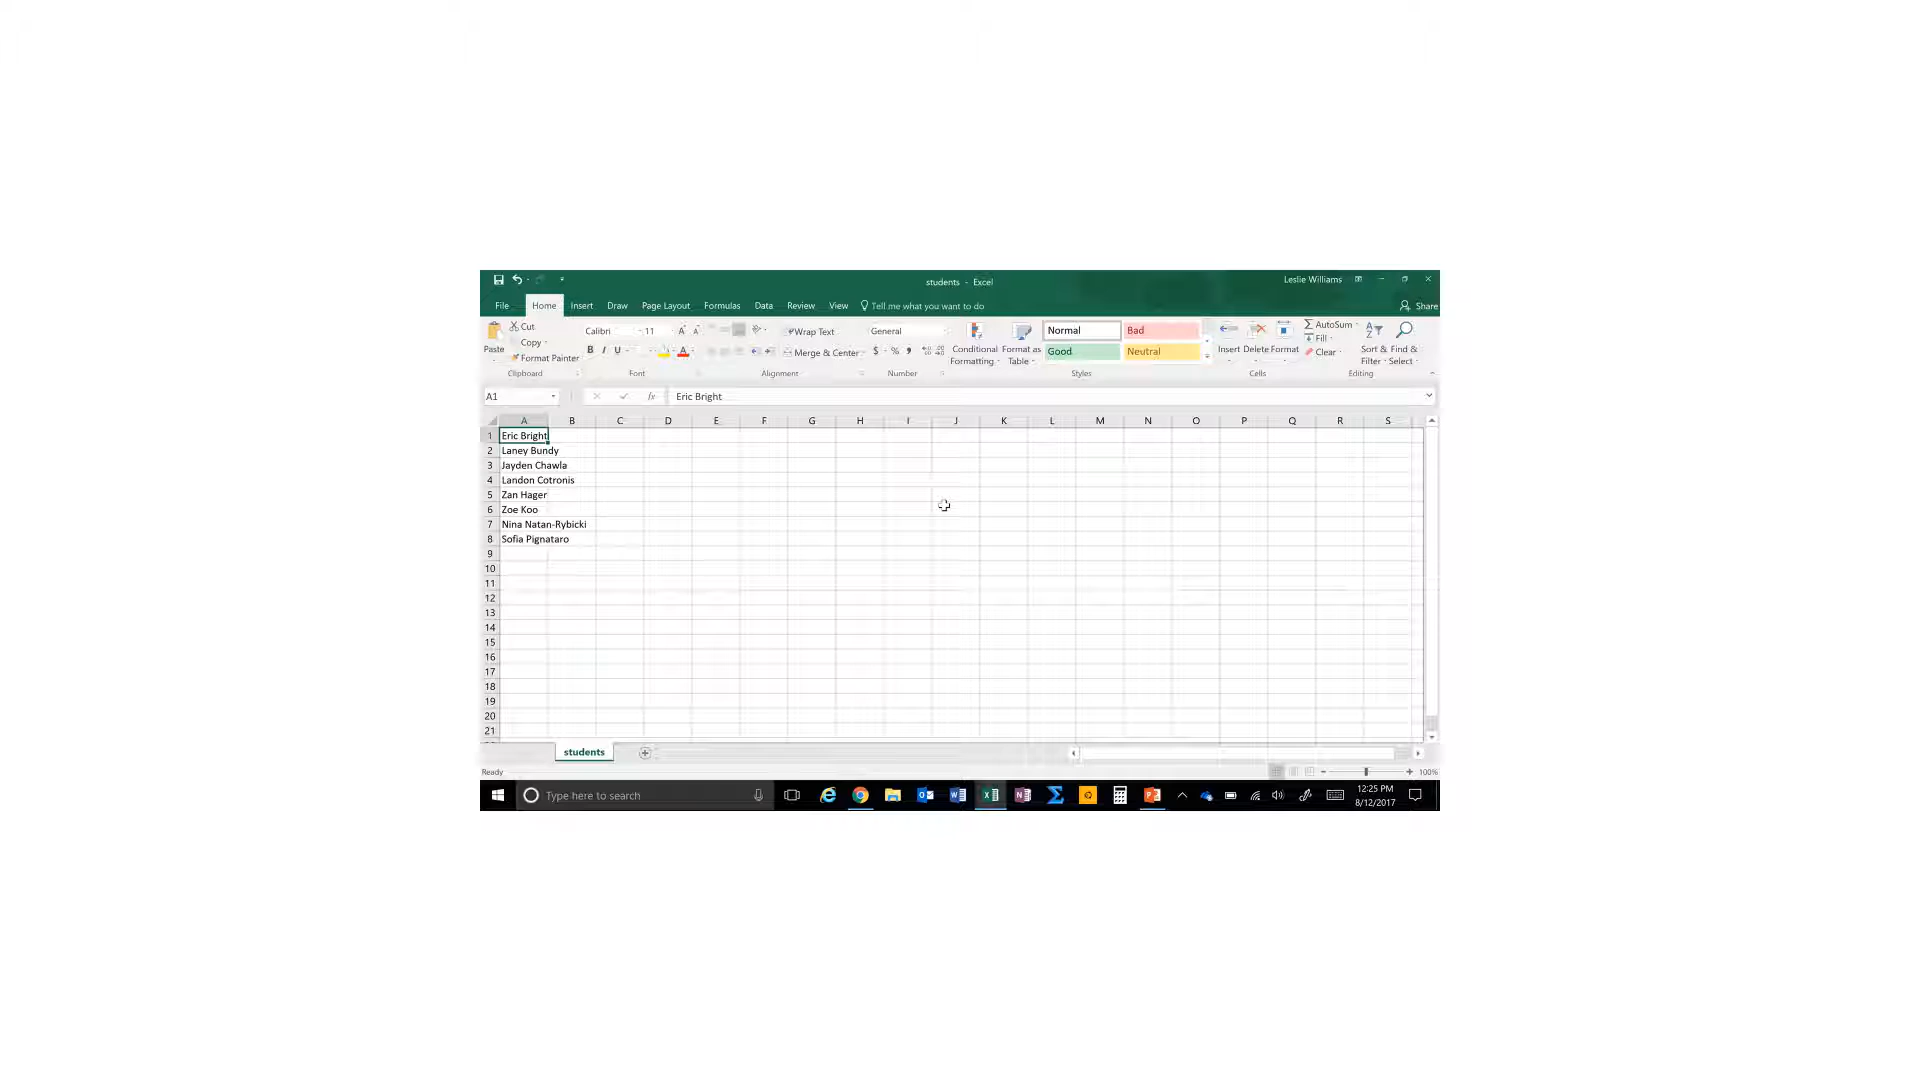 students - Excel
Leslie Williams
File Home Insert Draw Page Layout Formulas Data Review View Tell me what you want to do Share
Paste
Cut
Copy
Format Painter
Clipboard
Calibri 11
B I U A
Font
Wrap Text
Merge & Center
Alignment
General
$ % ,
Number
Conditional Formatting
Format as Table
Normal Bad
Good Neutral
Styles
Insert Delete Format
Cells
AutoSum
Fill
Clear
Sort & Filter
Find & Select
Editing
A1 fx Eric Bright
A B C D E F G H I J K L M N O P Q R S
1 Eric Bright
2 Laney Bundy
3 Jayden Chawla
4 Landon Cotronis
5 Zan Hager
6 Zoe Koo
7 Nina Natan-Rybicki
8 Sofia Pignataro
9
10
11
12
13
14
15
16
17
18
19
20
21
students
Ready 100%
Type here to search
12:25 PM
8/12/2017